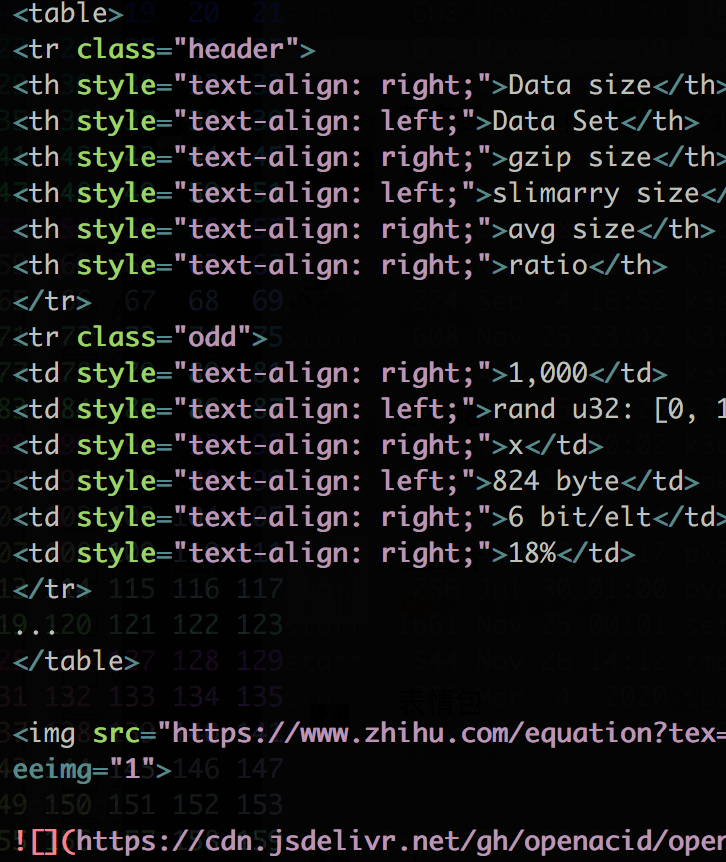 <table>
<tr class="header">
<th style="text-align: right;">Data size</th>
<th style="text-align: left;">Data Set</th>
<th style="text-align: right;">gzip size</th>
<th style="text-align: left;">slimarry size</
<th style="text-align: right;">avg size</th>
<th style="text-align: right;">ratio</th>
</tr>
<tr class="odd">
<td style="text-align: right;">1,000</td>
<td style="text-align: left;">rand u32: [0, 1
<td style="text-align: right;">x</td>
<td style="text-align: left;">824 byte</td>
<td style="text-align: right;">6 bit/elt</td>
<td style="text-align: right;">18%</td>
</tr>
...
</table>
<img src="https://www.zhihu.com/equation?tex=
eeimg="1">
![](https://cdn.jsdelivr.net/gh/openacid/open